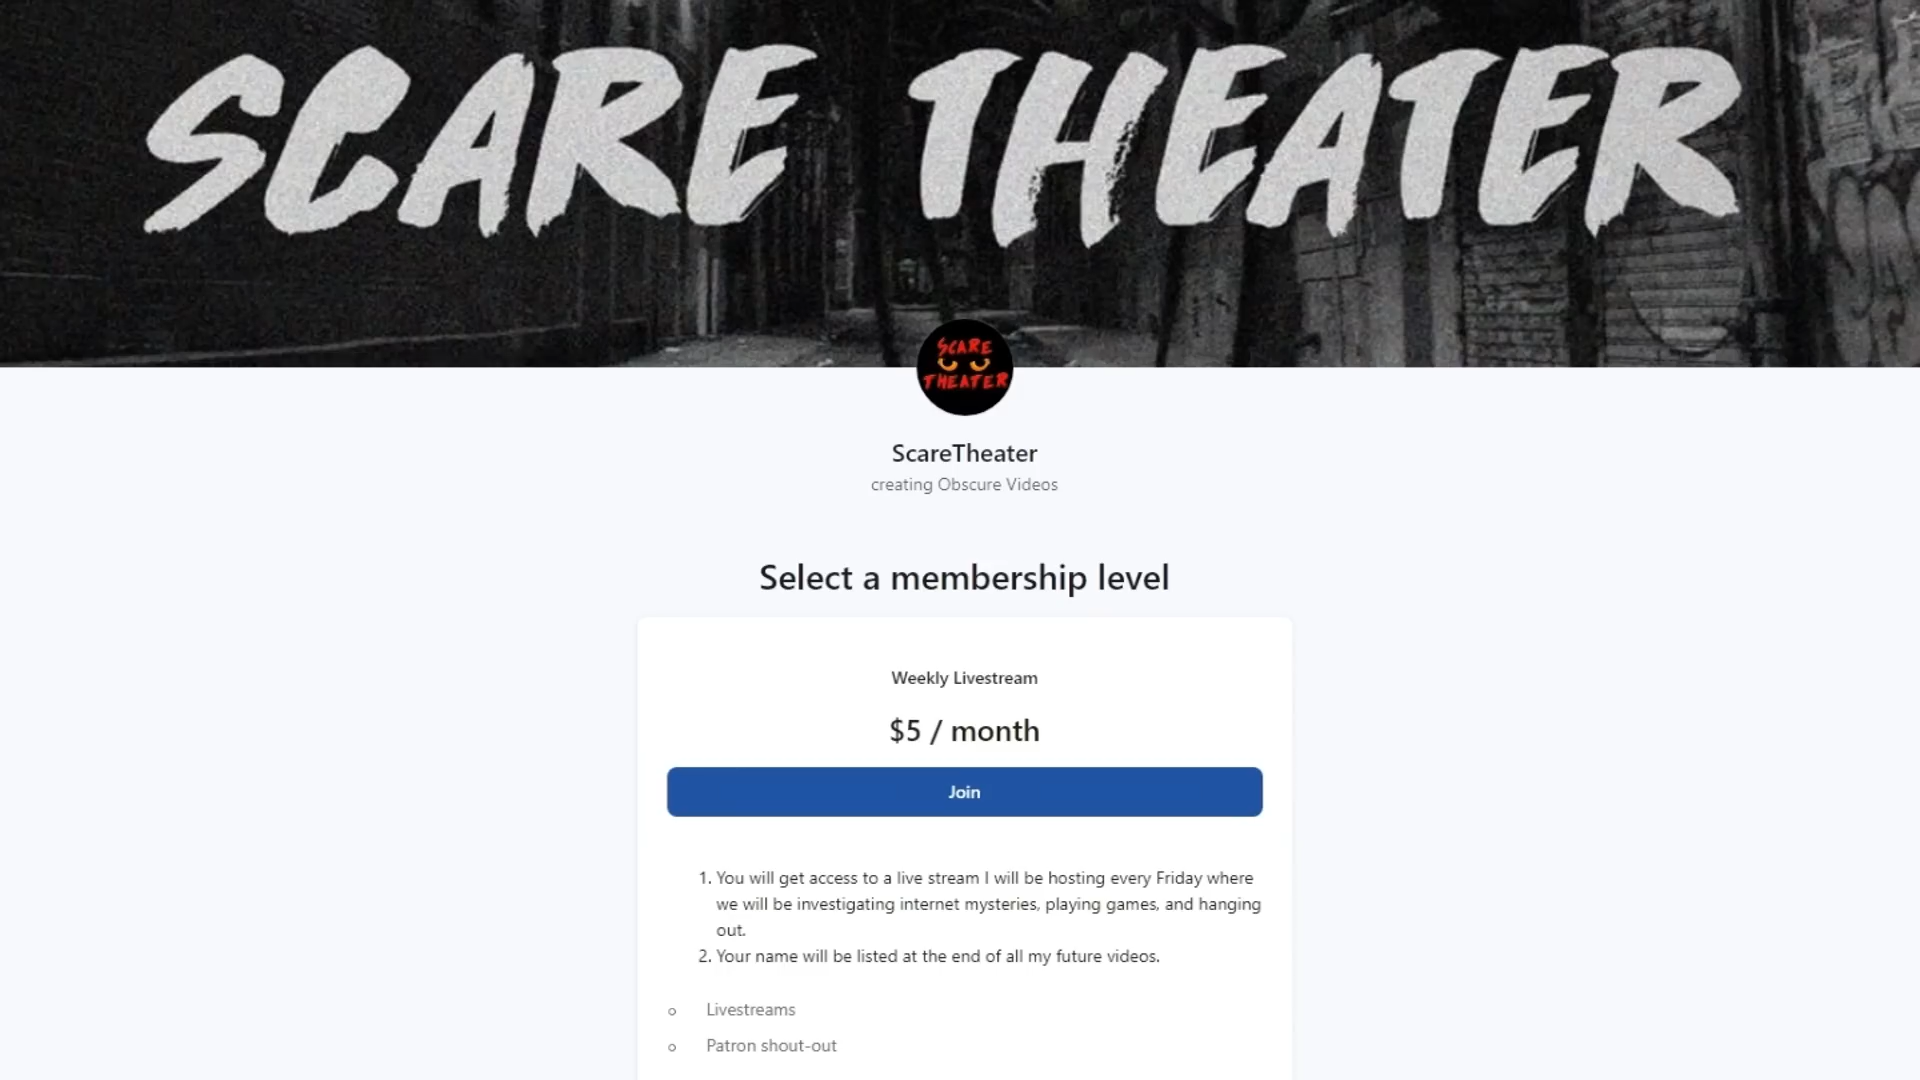 SCARE THEATER
SCARE
THEATER
ScareTheater
creating Obscure Videos
Select a membership level
Weekly Livestream
$5 / month
Join
1. You will get access to a live stream I will be hosting every Friday where
we will be investigating internet mysteries, playing games, and hanging
out.
2. Your name will be listed at the end of all my future videos.
Livestreams
Patron shout-out